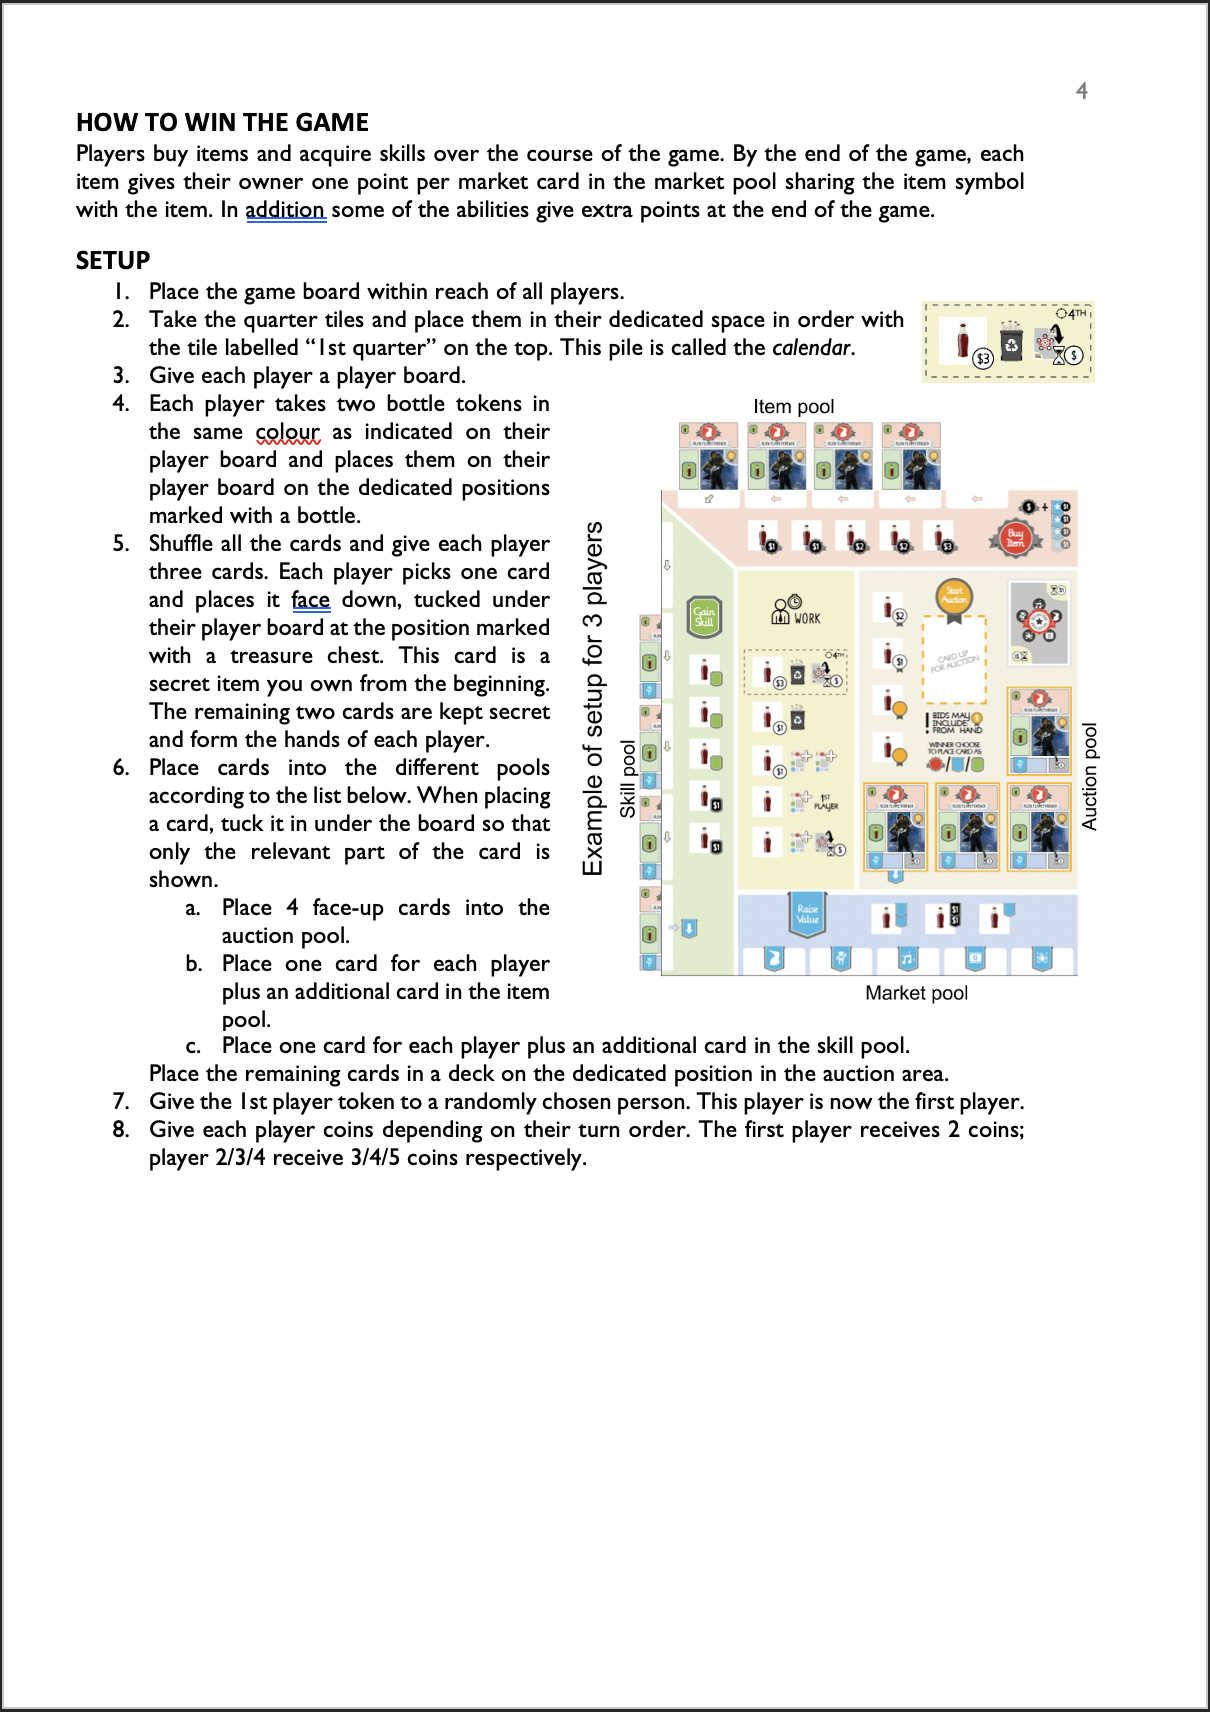 4
HOW TO WIN THE GAME
Players buy items and acquire skills over the course of the game. By the end of the game, each
item gives their owner one point per market card in the market pool sharing the item symbol
with the item. In addition some of the abilities give extra points at the end of the game.
SETUP
1. Place the game board within reach of all players.
2. Take the quarter tiles and place them in their dedicated space in order with
the tile labelled “1st quarter” on the top. This pile is called the calendar.
4TH
$3
$
3. Give each player a player board.
4. Each player takes two bottle tokens in
the same colour as indicated on their
player board and places them on their
player board on the dedicated positions
marked with a bottle.
5. Shuffle all the cards and give each player
three cards. Each player picks one card
and places it face down, tucked under
their player board at the position marked
with a treasure chest. This card is a
secret item you own from the beginning.
The remaining two cards are kept secret
and form the hands of each player.
6. Place cards into the different pools
according to the list below. When placing
a card, tuck it in under the board so that
only the relevant part of the card is
shown.
a. Place 4 face-up cards into the
auction pool.
b. Place one card for each player
plus an additional card in the item
pool.
c. Place one card for each player plus an additional card in the skill pool.
Place the remaining cards in a deck on the dedicated position in the auction area.
7. Give the 1st player token to a randomly chosen person. This player is now the first player.
8. Give each player coins depending on their turn order. The first player receives 2 coins;
player 2/3/4 receive 3/4/5 coins respectively.
Example of setup for 3 players
Item pool
Skill pool
Auction pool
Market pool
$1
$1
$2
$2
$3
$ +
Buy
Item
Gain
Skill
$1
$1
WORK
4TH
$3
$
$1
$1
1ST
PLAYER
$
$2
$1
Start
Auction
CARD UP
FOR AUCTION
! BIDS MAY
INCLUDE
FROM HAND
WINNER CHOOSE
TO PLACE CARD AS
/ /
Raise
Value
$1
$1